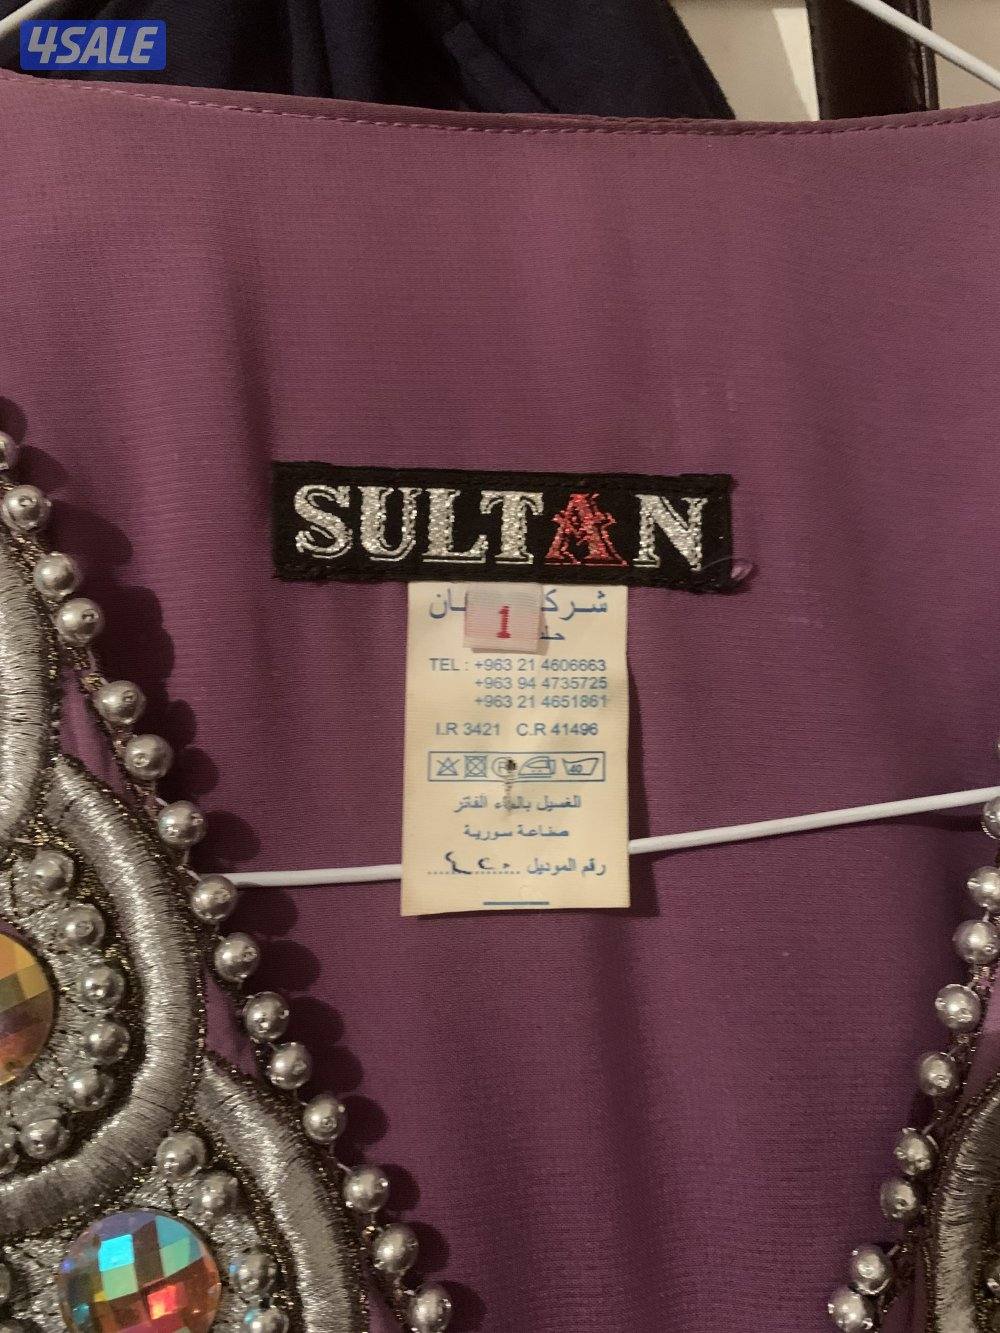 4SALE
SULTAN
1
TEL : +963 21 4606663
+963 94 4735725
+963 21 4651861
I.R 3421 C.R 41496
P 40
الغسيل بالماء الفاتر
صناعة سورية
رقم الموديل